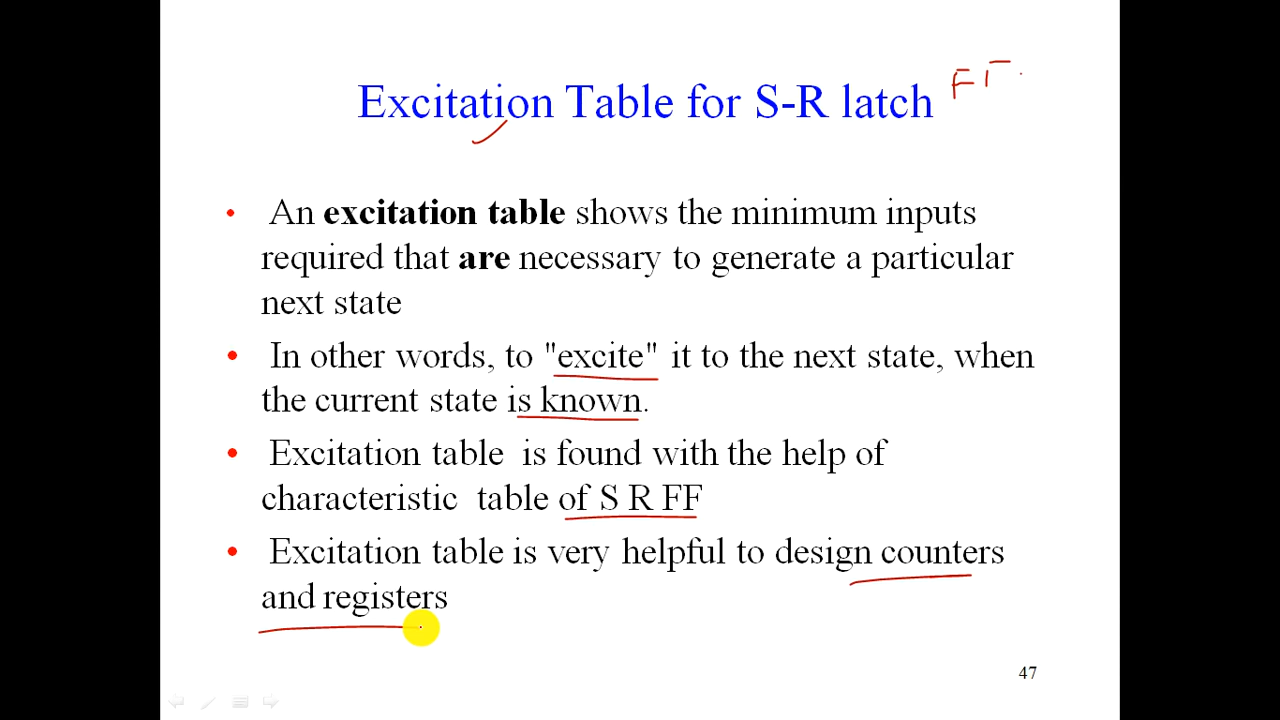 Excitation Table for S-R latch FF
• An excitation table shows the minimum inputs
required that are necessary to generate a particular
next state
• In other words, to "excite" it to the next state, when
the current state is known.
• Excitation table is found with the help of
characteristic table of S R FF
• Excitation table is very helpful to design counters
and registers
47